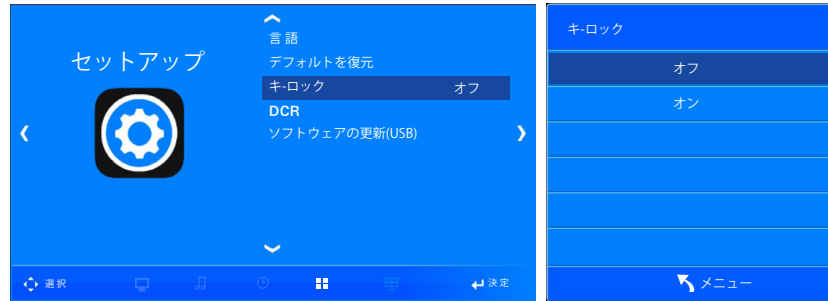 セットアップ
言語
デフォルトを復元
キ-ロック オフ
DCR
ソフトウェアの更新(USB)
選択
決定
キ-ロック
オフ
オン
メニュー